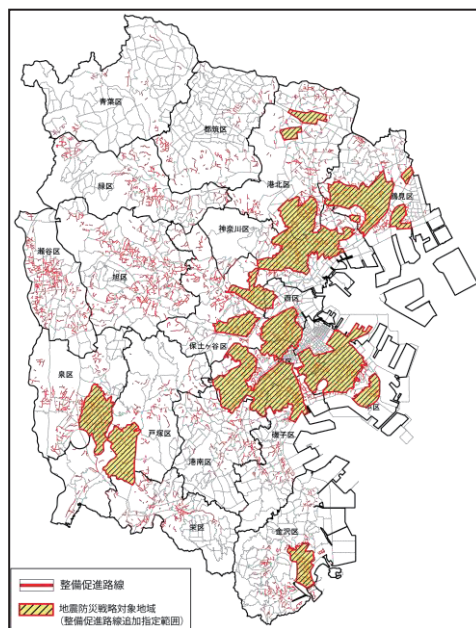 青葉区
都筑区
緑区
港北区
鶴見区
神奈川区
瀬谷区
旭区
西区
保土ヶ谷区
泉区
戸塚区
磯子区
港南区
栄区
金沢区
整備促進路線
地震防災戦略対象地域
(整備促進路線追加指定範囲)